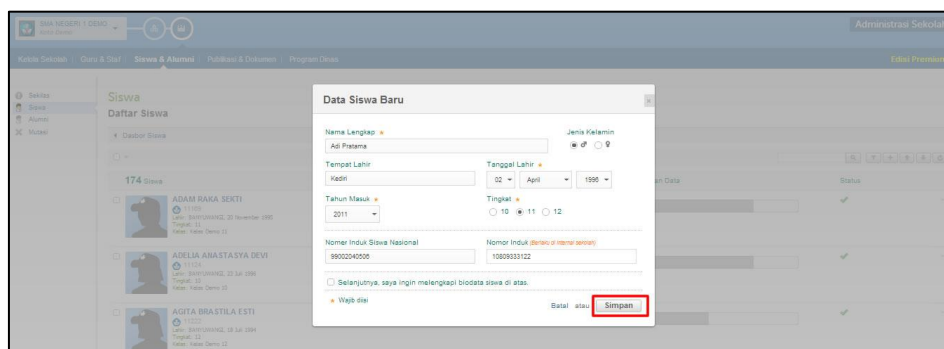 SMA NEGERI 1 DEMO
Administrasi Sekolah
Kelola Sekolah Guru & Staf Siswa & Alumni Publikasi & Dokumen Program Dinas
Edisi Premium
Sekilas
Siswa
Alumni
Mutasi
Siswa
Daftar Siswa
174 Siswa
Status
ADAM RAKA SEKTI
ADELIA ANASTASYA DEVI
AGITA BRASTILA ESTI
Data Siswa Baru
Nama Lengkap
Jenis Kelamin
Adi Pratama
Tempat Lahir
Tanggal Lahir
Kediri
02 April 1996
Tahun Masuk
Tingkat
2011
10 11 12
Nomer Induk Siswa Nasional
Nomor Induk (Berlaku di internal sekolah)
99002040506
10809333122
Selanjutnya, saya ingin melengkapi biodata siswa di atas.
Wajib diisi
Batal atau Simpan